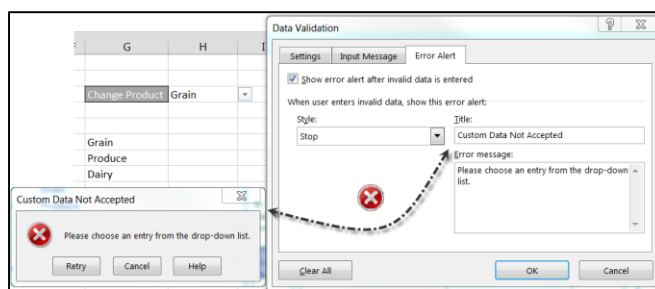 G H I
Change Product Grain
Grain
Produce
Dairy
Custom Data Not Accepted
Please choose an entry from the drop-down list.
Retry Cancel Help
Data Validation
Settings Input Message Error Alert
Show error alert after invalid data is entered
When user enters invalid data, show this error alert:
Style: Title:
Stop Custom Data Not Accepted
Error message:
Please choose an entry from the drop-down
list.
Clear All OK Cancel